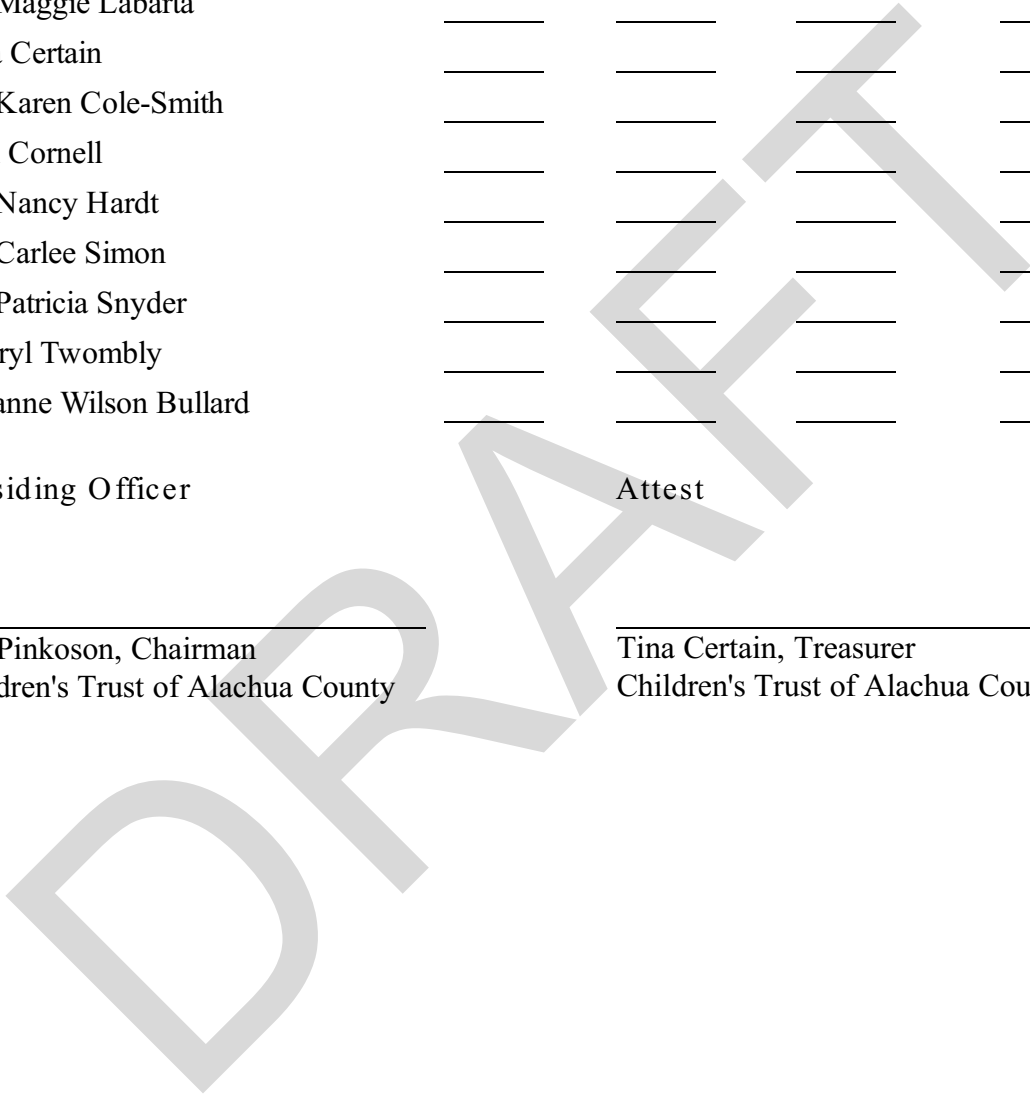 Maggie Labarta
Certain
Karen Cole-Smith
Cornell
Nancy Hardt
Carlee Simon
Patricia Snyder
ryl Twombly
anne Wilson Bullard
siding Officer Attest
Pinkoson, Chairman Tina Certain, Treasurer
dren's Trust of Alachua County Children's Trust of Alachua Cou
DRAFT